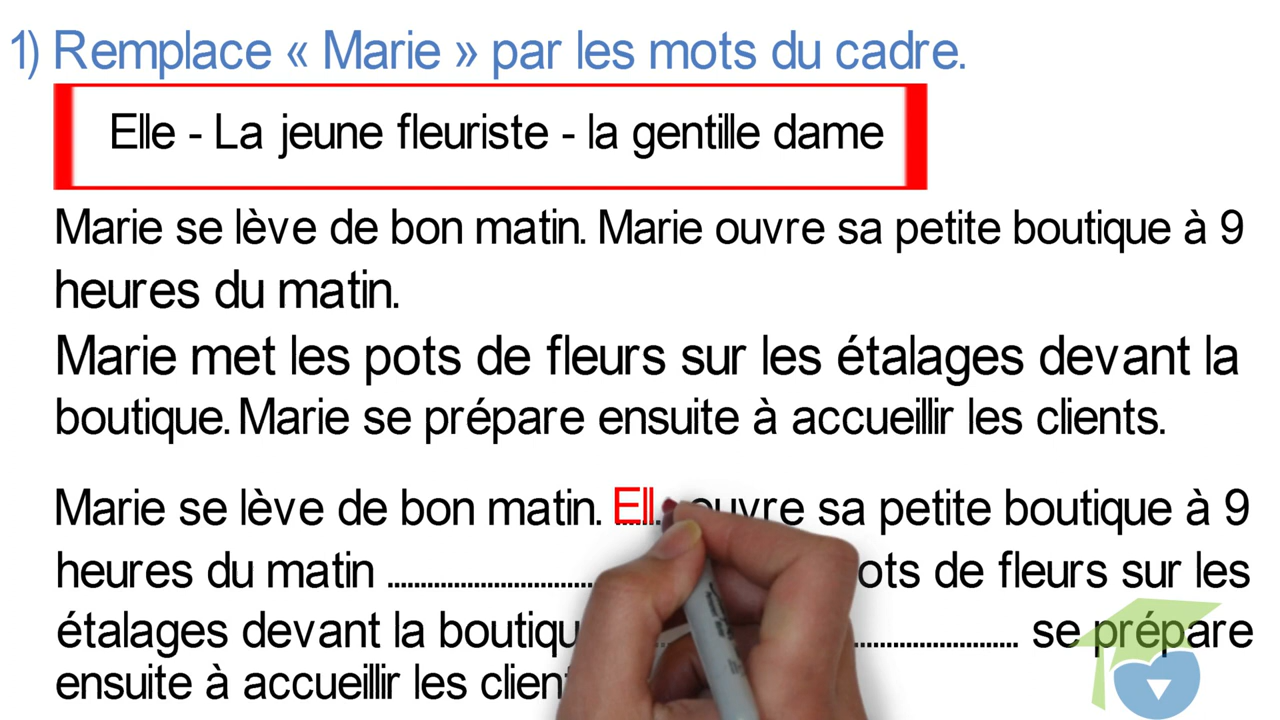 1) Remplace « Marie » par les mots du cadre.
Elle - La jeune fleuriste - la gentille dame
Marie se lève de bon matin. Marie ouvre sa petite boutique à 9
heures du matin.
Marie met les pots de fleurs sur les étalages devant la
boutique. Marie se prépare ensuite à accueillir les clients.
Marie se lève de bon matin. Ell ouvre sa petite boutique à 9
heures du matin .............................. ots de fleurs sur les
étalages devant la boutiqu ........................ se prépare
ensuite à accueillir les clien